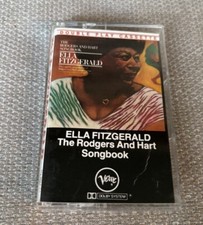 DOUBLE PLAY CASSETTE
THE
RODGERS AND HART
SONGBOOK
ELLA
FITZGERALD
ELLA FITZGERALD
The Rodgers And Hart
Songbook
DOLBY SYSTEM
Verve